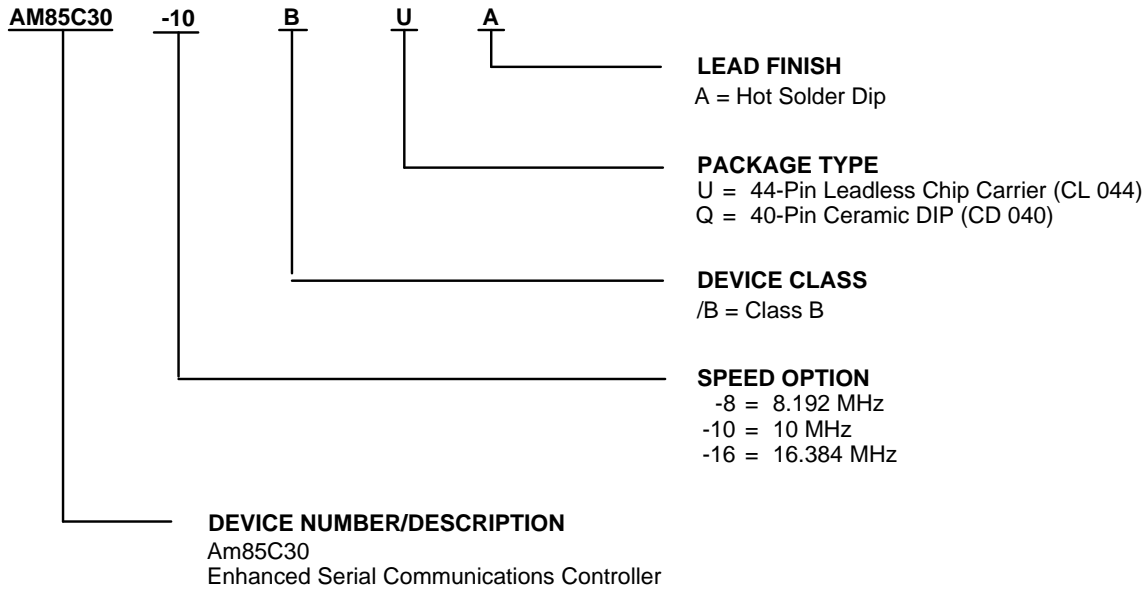 AM85C30 -10 B U A
LEAD FINISH
A = Hot Solder Dip
PACKAGE TYPE
U = 44-Pin Leadless Chip Carrier (CL 044)
Q = 40-Pin Ceramic DIP (CD 040)
DEVICE CLASS
/B = Class B
SPEED OPTION
-8 = 8.192 MHz
-10 = 10 MHz
-16 = 16.384 MHz
DEVICE NUMBER/DESCRIPTION
Am85C30
Enhanced Serial Communications Controller